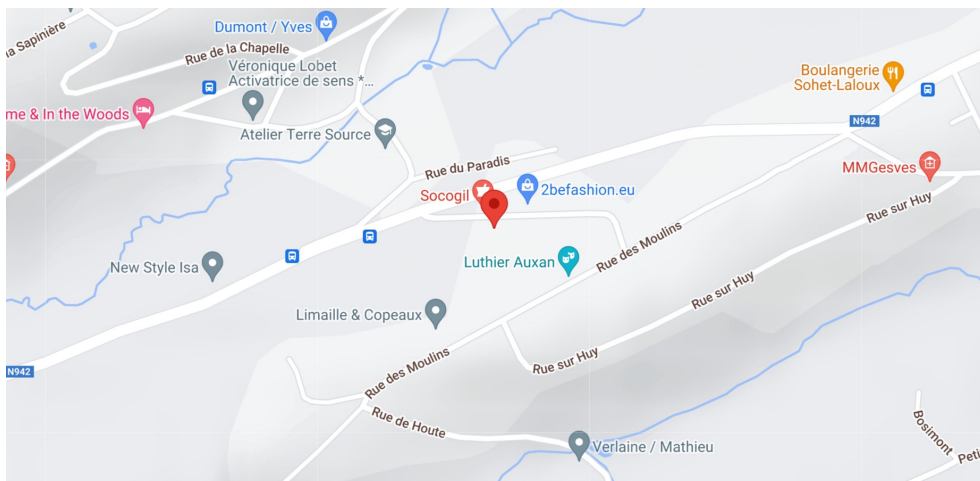 Dumont / Yves
la Sapinière
Rue de la Chapelle
Véronique Lobet
Activatrice de sens *...
Boulangerie
Sohet-Laloux
me & In the Woods
Atelier Terre Source
N942
Rue du Paradis
MMGesves
Socogil
2befashion.eu
Rue sur Huy
Rue des Moulins
Luthier Auxan
New Style Isa
Rue sur Huy
Limaille & Copeaux
Rue sur Huy
N942
Rue des Moulins
Rue de Houte
Bosimont
Verlaine / Mathieu
Peti